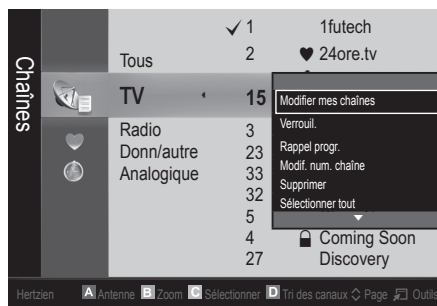 Chaînes
1 1futech
Tous 2 24ore.tv
TV 15
Radio 3
Donn/autre 23
Analogique 33
32
5
4 Coming Soon
27 Discovery
Modifier mes chaînes
Verrouil.
Rappel progr.
Modif. num. chaîne
Supprimer
Sélectionner tout
Hertzien A Antenne B Zoom C Sélectionner D Tri des canaux Page Outils